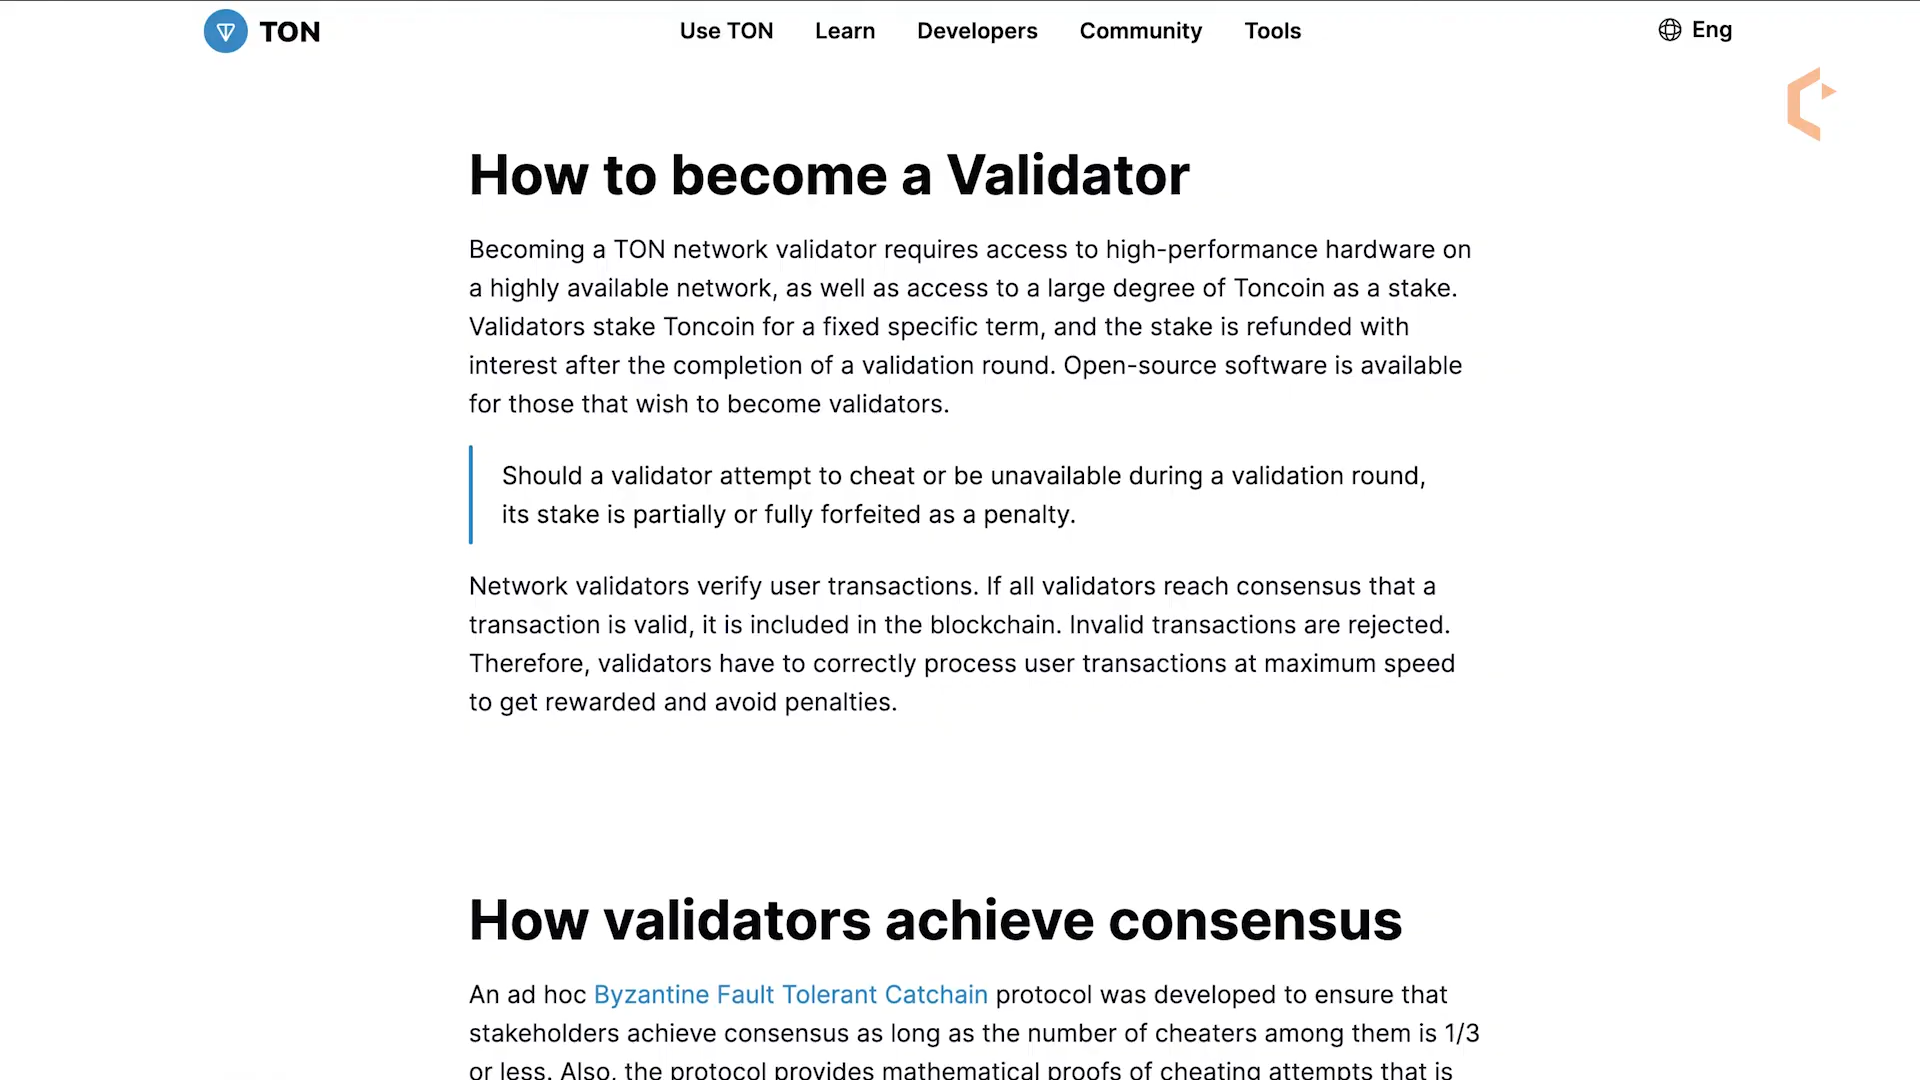 TON
Use TON
Learn
Developers
Community
Tools
Eng
How to become a Validator
Becoming a TON network validator requires access to high-performance hardware on
a highly available network, as well as access to a large degree of Toncoin as a stake.
Validators stake Toncoin for a fixed specific term, and the stake is refunded with
interest after the completion of a validation round. Open-source software is available
for those that wish to become validators.
Should a validator attempt to cheat or be unavailable during a validation round,
its stake is partially or fully forfeited as a penalty.
Network validators verify user transactions. If all validators reach consensus that a
transaction is valid, it is included in the blockchain. Invalid transactions are rejected.
Therefore, validators have to correctly process user transactions at maximum speed
to get rewarded and avoid penalties.
How validators achieve consensus
An ad hoc Byzantine Fault Tolerant Catchain protocol was developed to ensure that
stakeholders achieve consensus as long as the number of cheaters among them is 1/3
or less. Also, the protocol provides mathematical proofs of cheating attempts that is